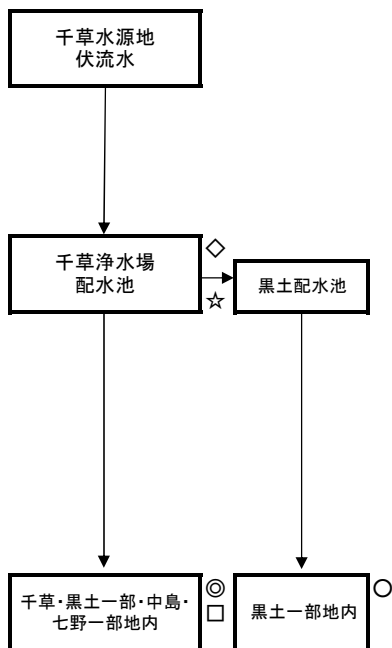 千草水源地
伏流水
千草浄水場
配水池
◇
☆
黒土配水池
千草・黒土一部・中島・
七野一部地内
◎
□
黒土一部地内
○